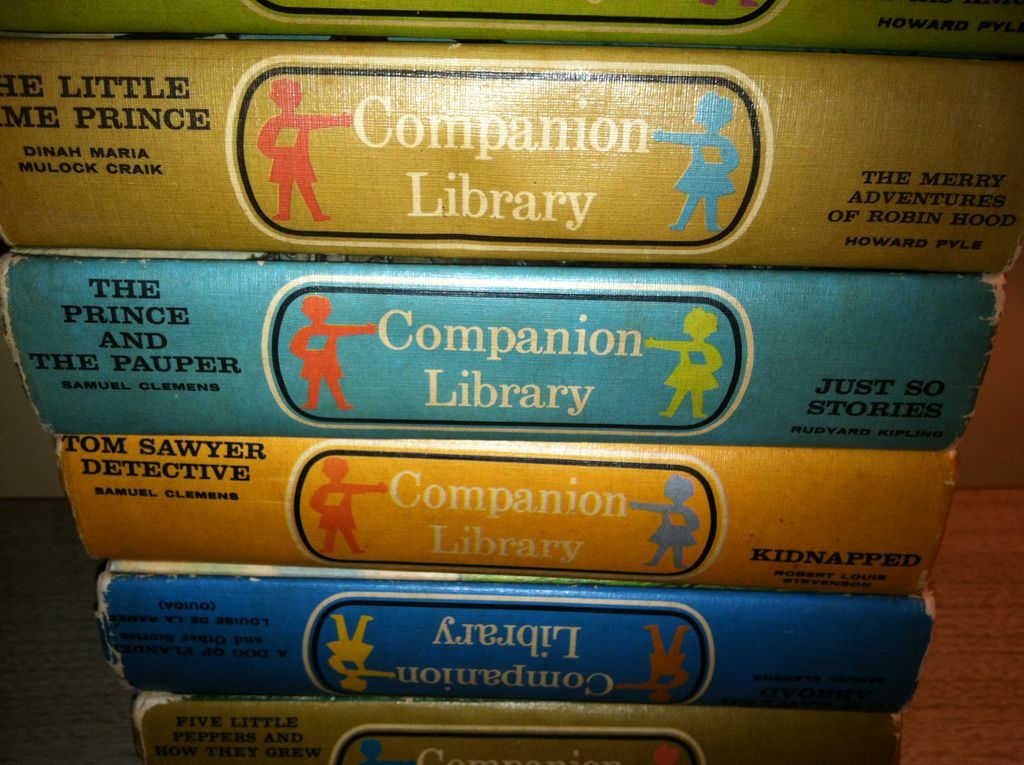 HOWARD PYLE
HE LITTLE
ME PRINCE
DINAH MARIA
MULOCK CRAIK
Companion
Library
THE MERRY
ADVENTURES
OF ROBIN HOOD
HOWARD PYLE
THE
PRINCE
AND
THE PAUPER
SAMUEL CLEMENS
Companion
Library
JUST SO
STORIES
RUDYARD KIPLING
TOM SAWYER
DETECTIVE
SAMUEL CLEMENS
Companion
Library
KIDNAPPED
ROBERT LOUIS
STEVENSON
ABROAD
SAMUEL CLEMENS
Companion
Library
A DOG OF FLANDERS
and Other Stories
LOUISE DE LA RAMEE
(OUIDA)
FIVE LITTLE
PEPPERS AND
HOW THEY GREW
Companion